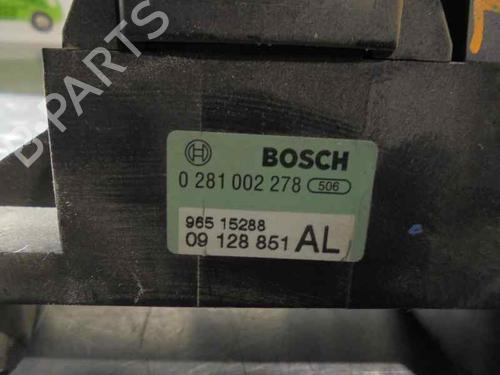 B-PARTS
BOSCH
0 281 002 278 506
965 15288
09 128 851 AL